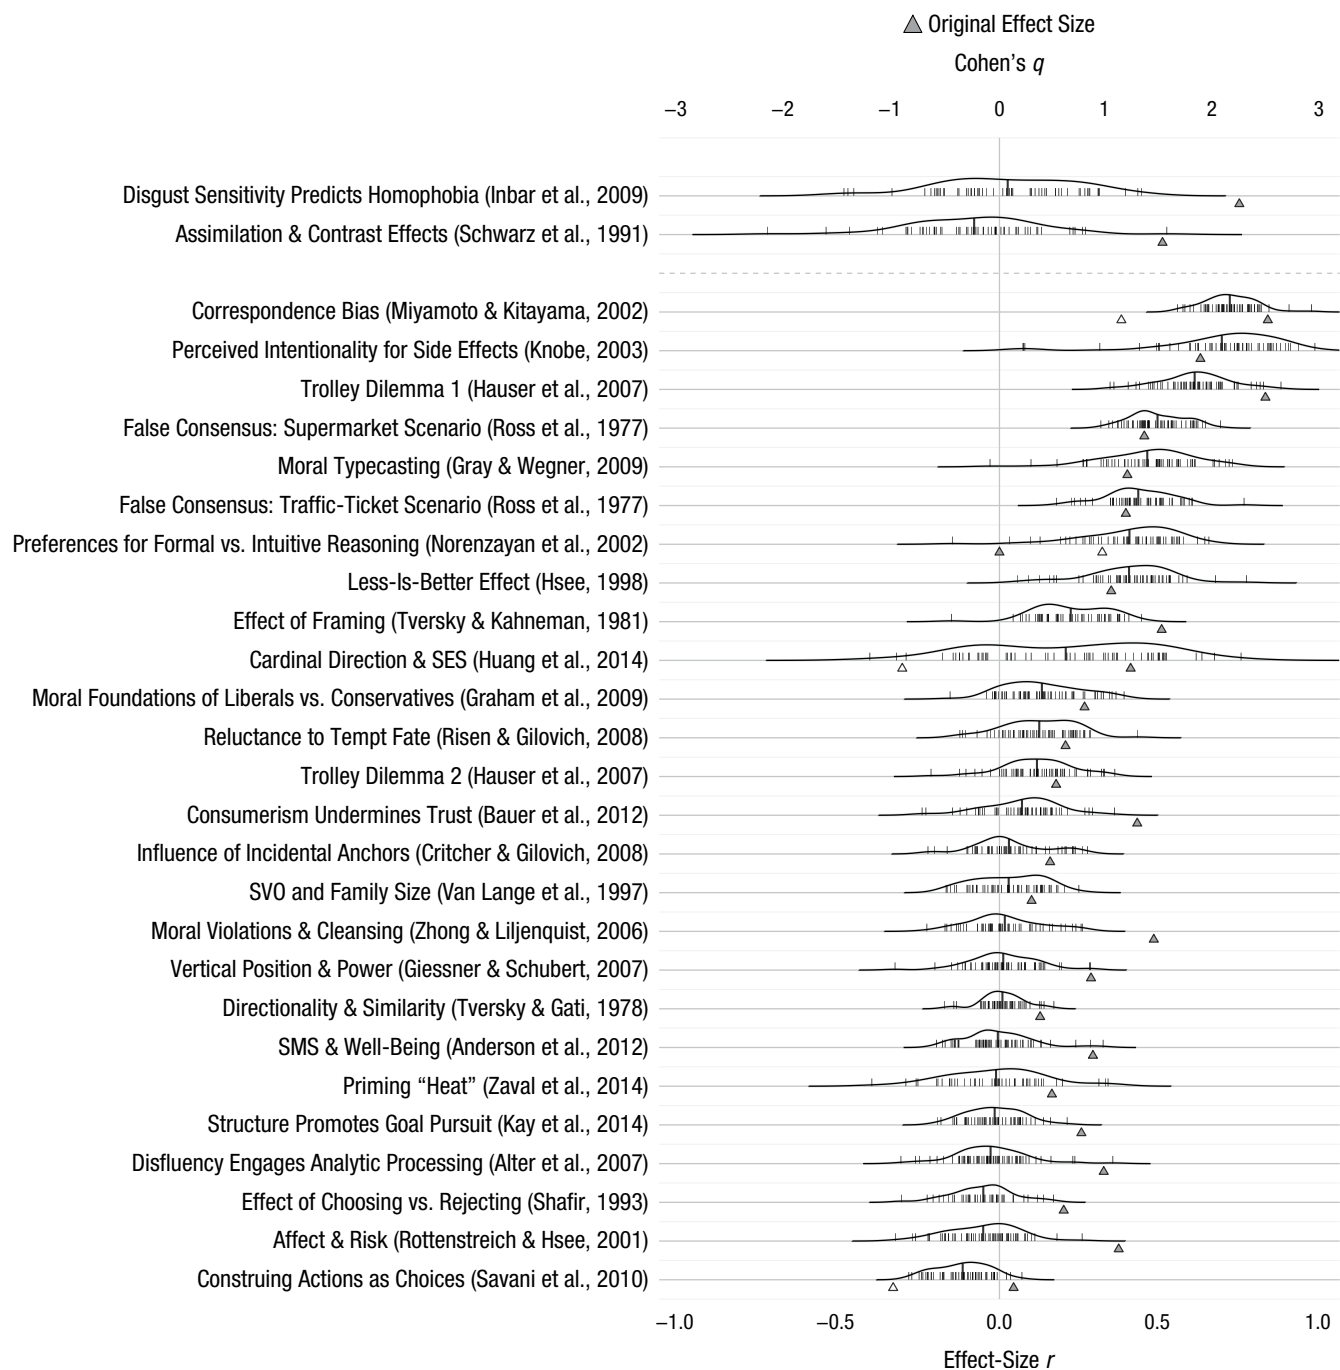 Original Effect Size
Cohen's q
–3 –2 –1 0 1 2 3
Disgust Sensitivity Predicts Homophobia (Inbar et al., 2009)
Assimilation & Contrast Effects (Schwarz et al., 1991)
Correspondence Bias (Miyamoto & Kitayama, 2002)
Perceived Intentionality for Side Effects (Knobe, 2003)
Trolley Dilemma 1 (Hauser et al., 2007)
False Consensus: Supermarket Scenario (Ross et al., 1977)
Moral Typecasting (Gray & Wegner, 2009)
False Consensus: Traffic-Ticket Scenario (Ross et al., 1977)
Preferences for Formal vs. Intuitive Reasoning (Norenzayan et al., 2002)
Less-Is-Better Effect (Hsee, 1998)
Effect of Framing (Tversky & Kahneman, 1981)
Cardinal Direction & SES (Huang et al., 2014)
Moral Foundations of Liberals vs. Conservatives (Graham et al., 2009)
Reluctance to Tempt Fate (Risen & Gilovich, 2008)
Trolley Dilemma 2 (Hauser et al., 2007)
Consumerism Undermines Trust (Bauer et al., 2012)
Influence of Incidental Anchors (Critcher & Gilovich, 2008)
SVO and Family Size (Van Lange et al., 1997)
Moral Violations & Cleansing (Zhong & Liljenquist, 2006)
Vertical Position & Power (Giessner & Schubert, 2007)
Directionality & Similarity (Tversky & Gati, 1978)
SMS & Well-Being (Anderson et al., 2012)
Priming “Heat” (Zaval et al., 2014)
Structure Promotes Goal Pursuit (Kay et al., 2014)
Disfluency Engages Analytic Processing (Alter et al., 2007)
Effect of Choosing vs. Rejecting (Shafir, 1993)
Affect & Risk (Rottenstreich & Hsee, 2001)
Construing Actions as Choices (Savani et al., 2010)
–1.0 –0.5 0.0 0.5 1.0
Effect-Size r